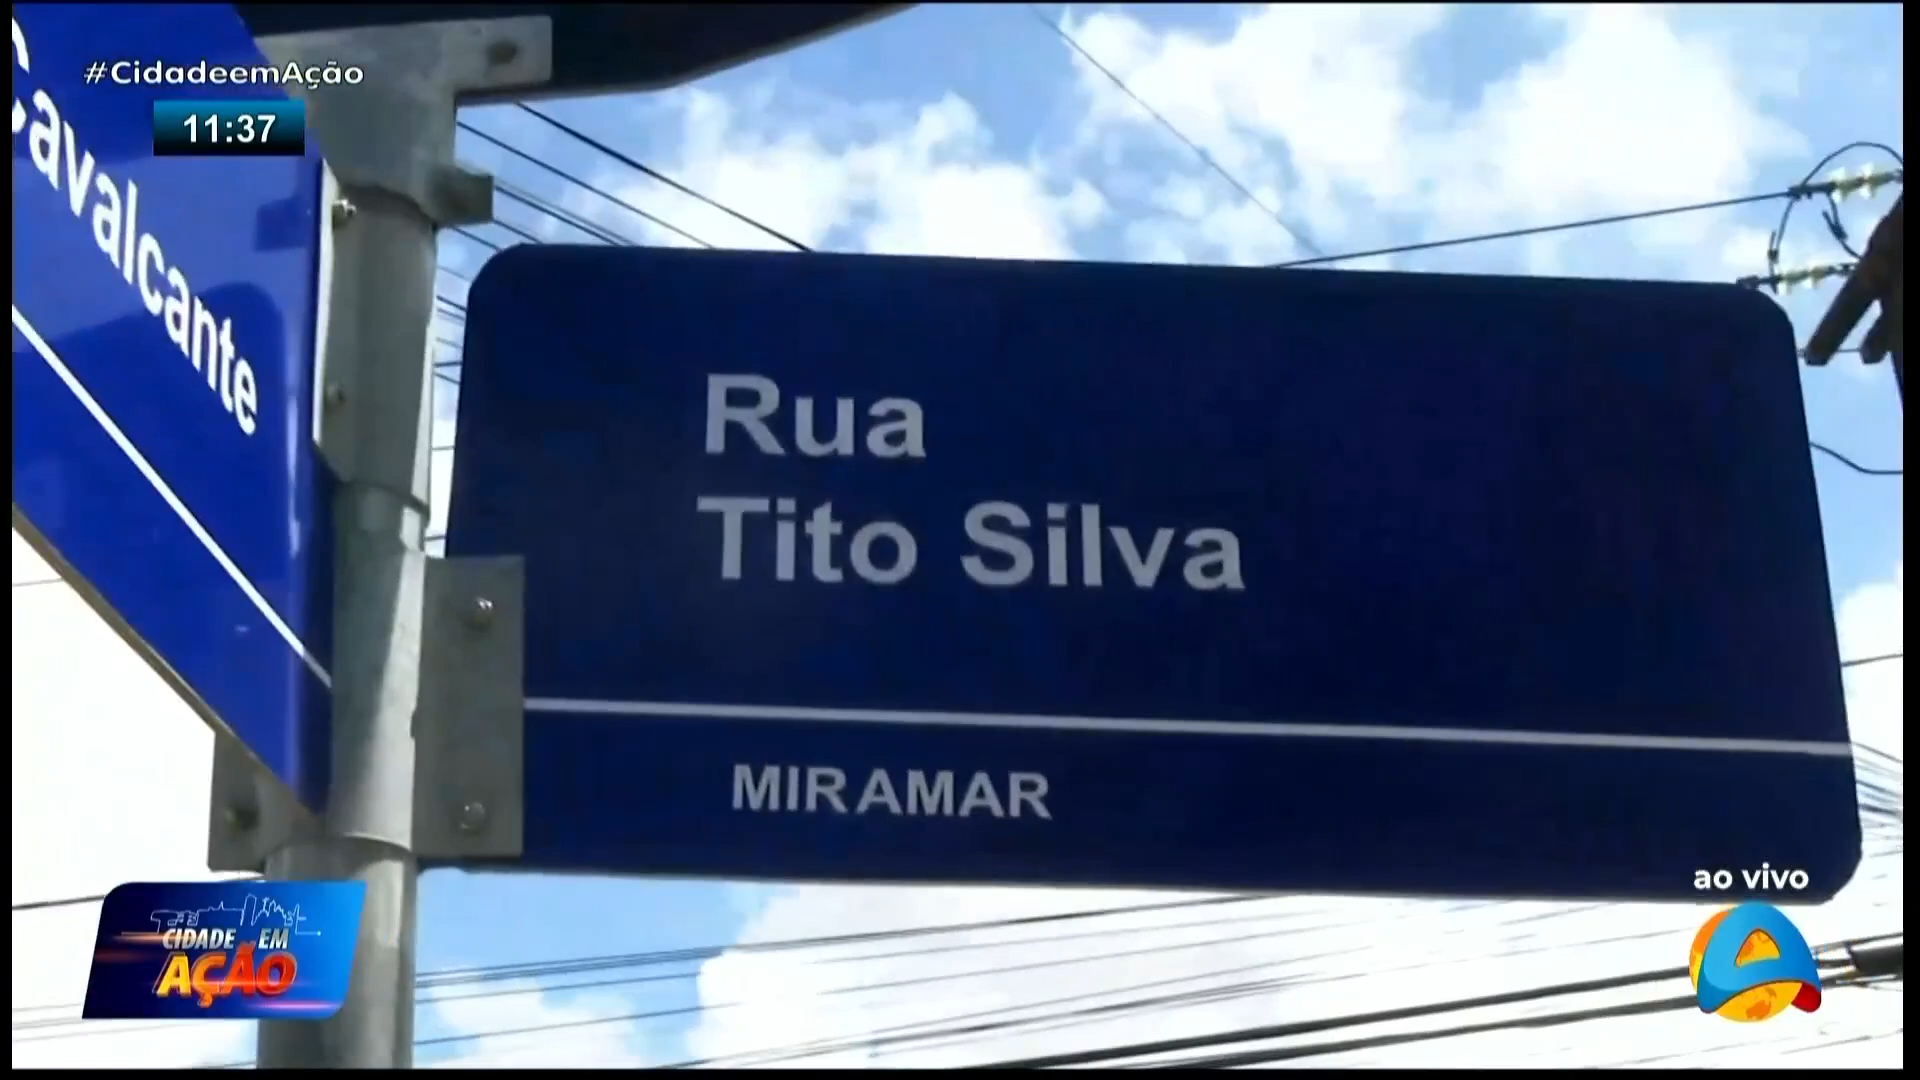 #CidadeemAção
11:37
Cavalcante
Rua
Tito Silva
MIRAMAR
ao vivo
CIDADE EM
AÇÃO